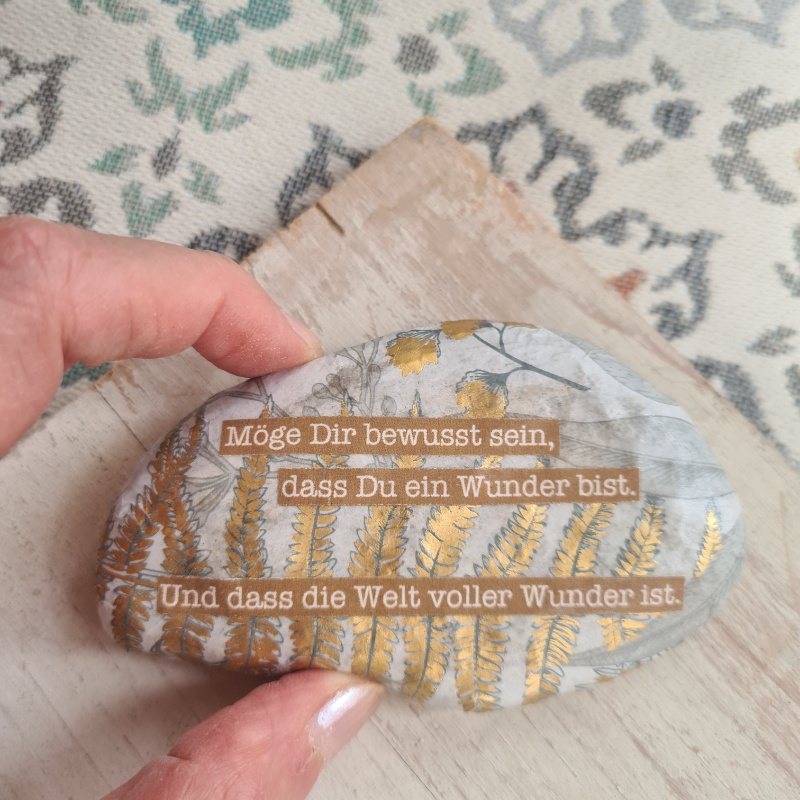 Möge Dir bewusst sein,
dass Du ein Wunder bist.
Und dass die Welt voller Wunder ist.